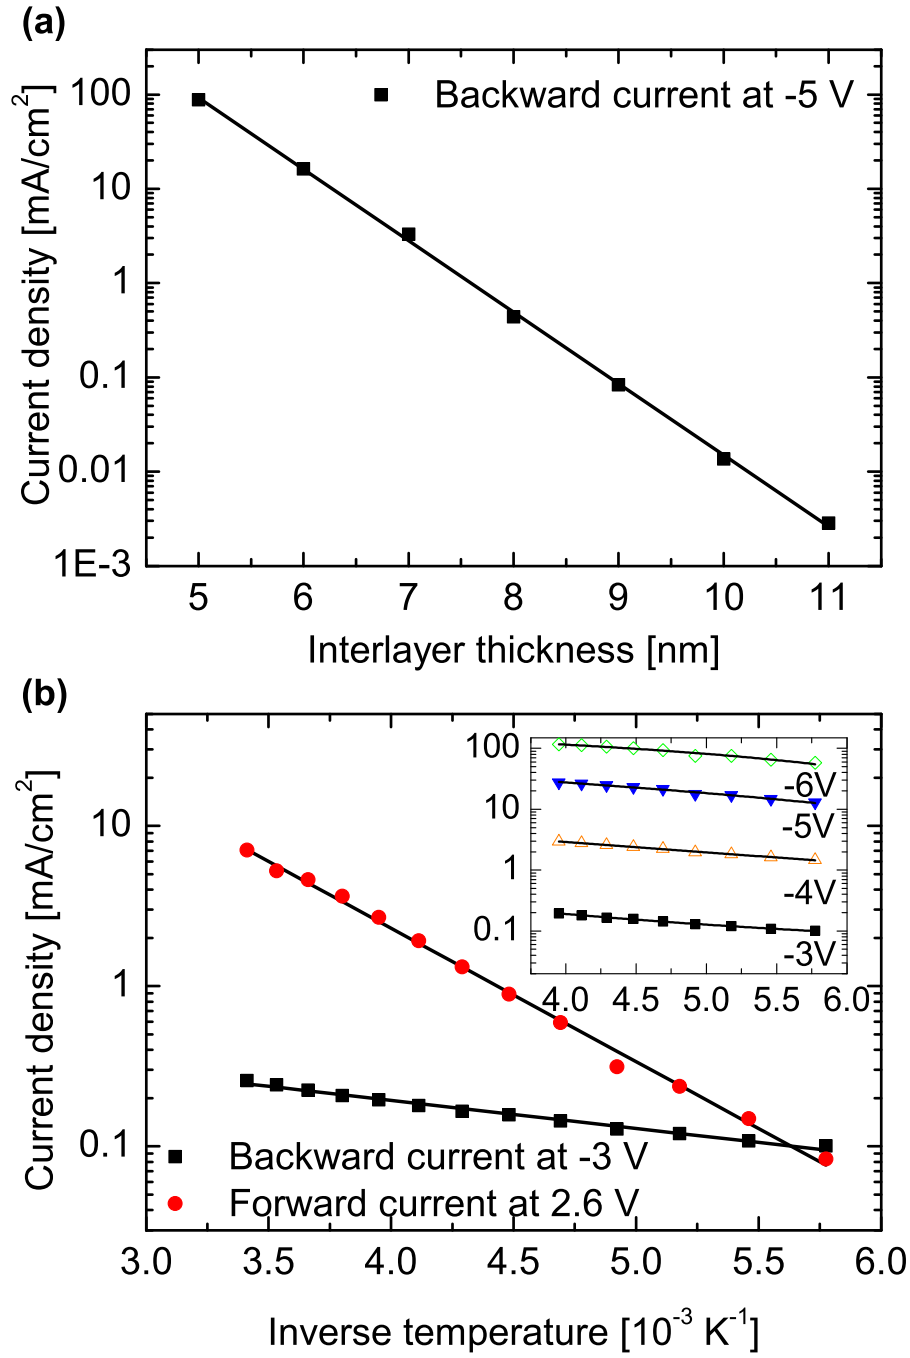 (a)
Current density [mA/cm²]
100
10
1
0.1
0.01
1E-3
Backward current at -5 V
5 6 7 8 9 10 11
Interlayer thickness [nm]
(b)
Current density [mA/cm²]
10
1
0.1
100
10
1
0.1
-6V
-5V
-4V
-3V
4.0 4.5 5.0 5.5 6.0
Backward current at -3 V
Forward current at 2.6 V
3.0 3.5 4.0 4.5 5.0 5.5 6.0
Inverse temperature [10⁻³ K⁻¹]